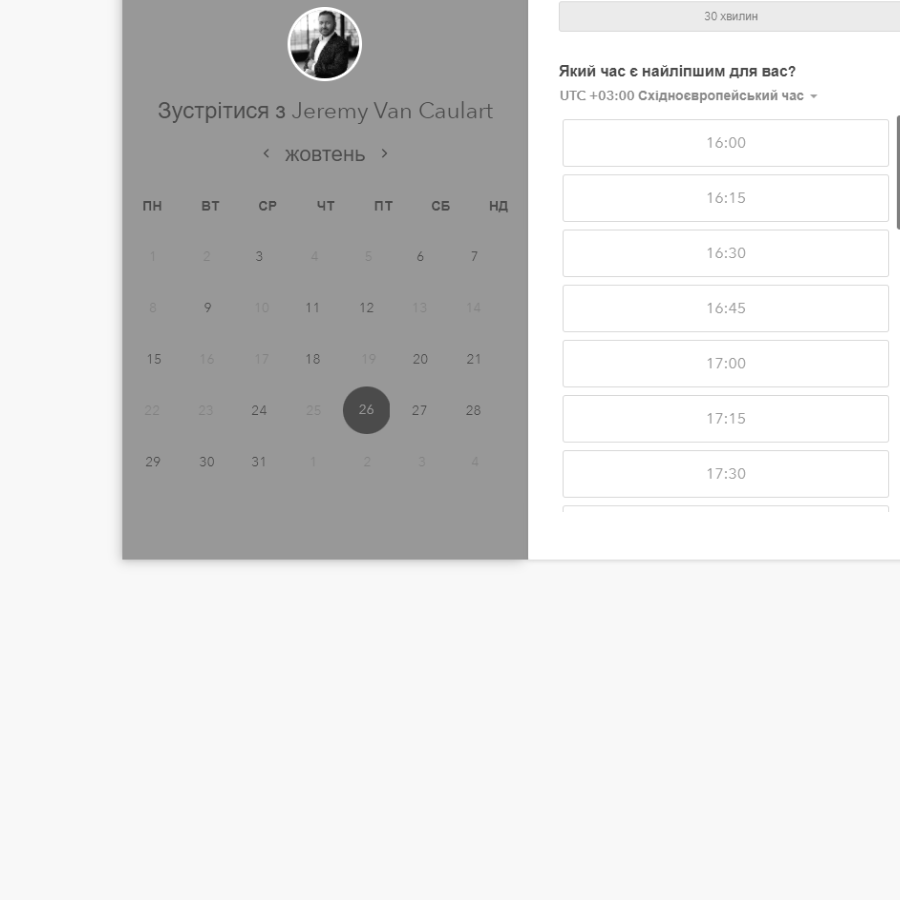 Зустрітися з Jeremy Van Caulart
жовтень
ПН ВТ СР ЧТ ПТ СБ НД
1 2 3 4 5 6 7
8 9 10 11 12 13 14
15 16 17 18 19 20 21
22 23 24 25 26 27 28
29 30 31 1 2 3 4
30 хвилин
Який час є найліпшим для вас?
UTC +03:00 Східноєвропейський час
16:00
16:15
16:30
16:45
17:00
17:15
17:30